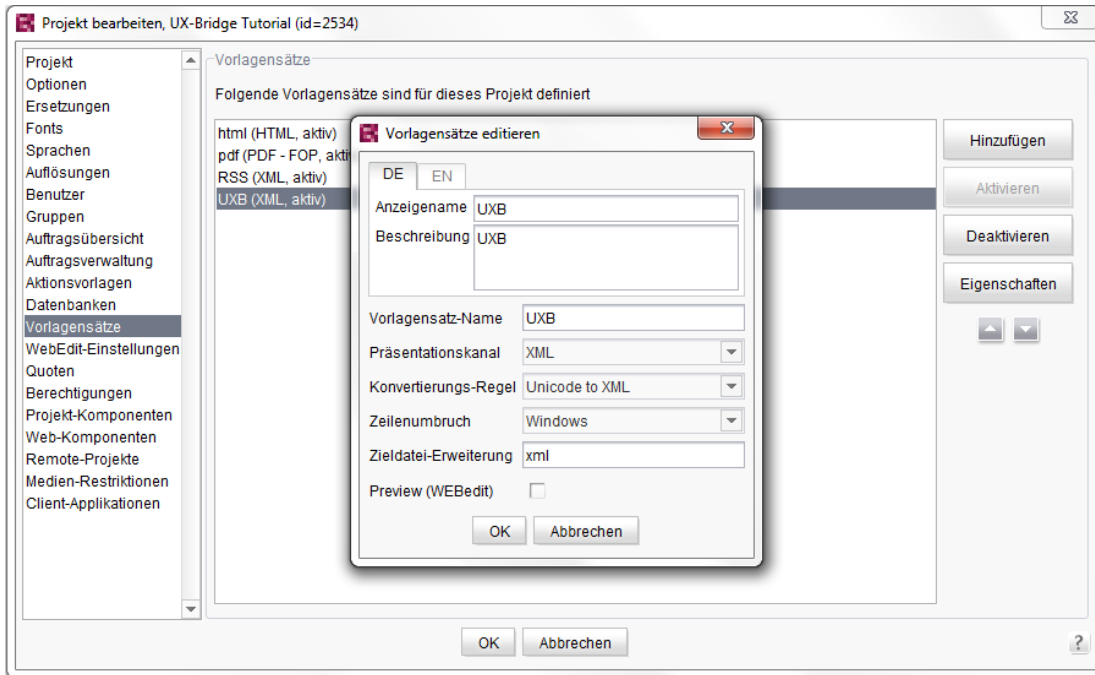 Projekt bearbeiten, UX-Bridge Tutorial (id=2534)
Projekt
Optionen
Ersetzungen
Fonts
Sprachen
Auflösungen
Benutzer
Gruppen
Auftragsübersicht
Auftragsverwaltung
Aktionsvorlagen
Datenbanken
Vorlagensätze
WebEdit-Einstellungen
Quoten
Berechtigungen
Projekt-Komponenten
Web-Komponenten
Remote-Projekte
Medien-Restriktionen
Client-Applikationen
Vorlagensätze
Folgende Vorlagensätze sind für dieses Projekt definiert
html (HTML, aktiv)
pdf (PDF - FOP, akti
RSS (XML, aktiv)
UXB (XML, aktiv)
Vorlagensätze editieren
DE EN
Anzeigename UXB
Beschreibung UXB
Vorlagensatz-Name UXB
Präsentationskanal XML
Konvertierungs-Regel Unicode to XML
Zeilenumbruch Windows
Zieldatei-Erweiterung xml
Preview (WEBedit)
OK Abbrechen
Hinzufügen
Aktivieren
Deaktivieren
Eigenschaften
OK Abbrechen
?